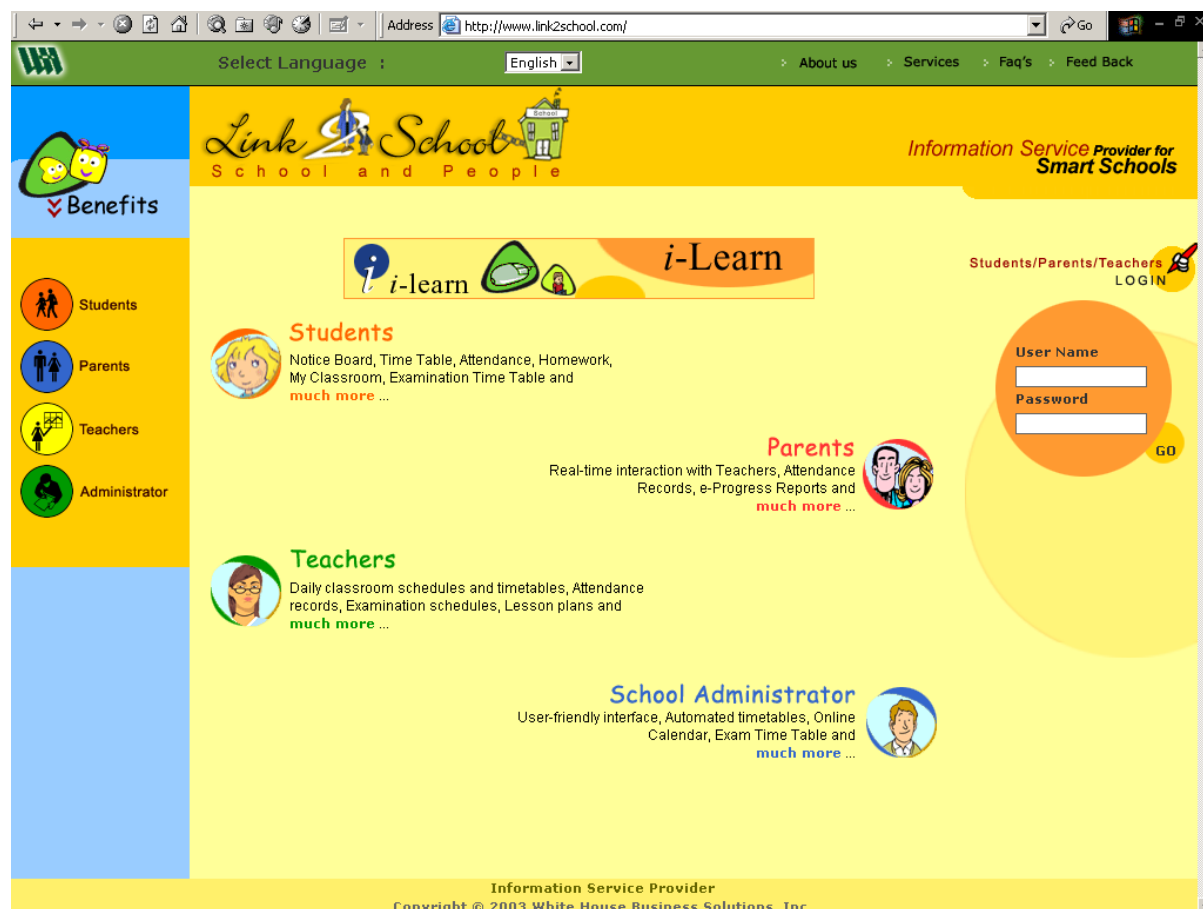 Address http://www.link2school.com/ Go
Select Language : English About us Services Faq's Feed Back
Link 2 School
School
School and People
Information Service Provider for
Smart Schools
Benefits
i i-learn i-Learn
Students/Parents/Teachers
LOGIN
Students
Parents
Teachers
Administrator
Students
Notice Board, Time Table, Attendance, Homework,
My Classroom, Examination Time Table and
much more ...
User Name
Password
GO
Parents
Real-time interaction with Teachers, Attendance
Records, e-Progress Reports and
much more ...
Teachers
Daily classroom schedules and timetables, Attendance
records, Examination schedules, Lesson plans and
much more ...
School Administrator
User-friendly interface, Automated timetables, Online
Calendar, Exam Time Table and
much more ...
Information Service Provider
Copyright © 2003 White House Business Solutions, Inc